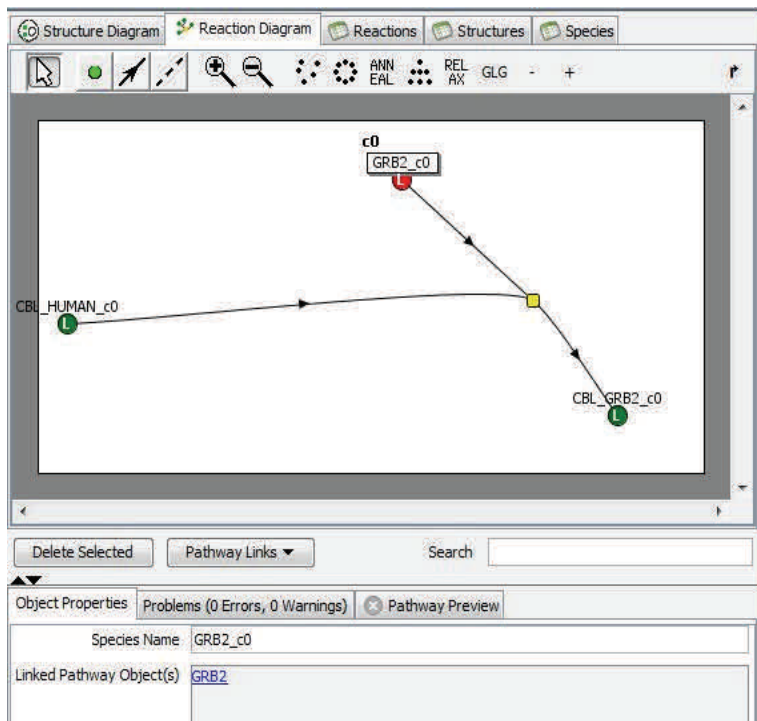 Structure Diagram Reaction Diagram Reactions Structures Species
ANN EAL REL AX GLG - +
c0
GRB2_c0
L
CBL_HUMAN_c0
L
CBL_GRB2_c0
L
Delete Selected Pathway Links Search
Object Properties Problems (0 Errors, 0 Warnings) Pathway Preview
Species Name GRB2_c0
Linked Pathway Object(s) GRB2